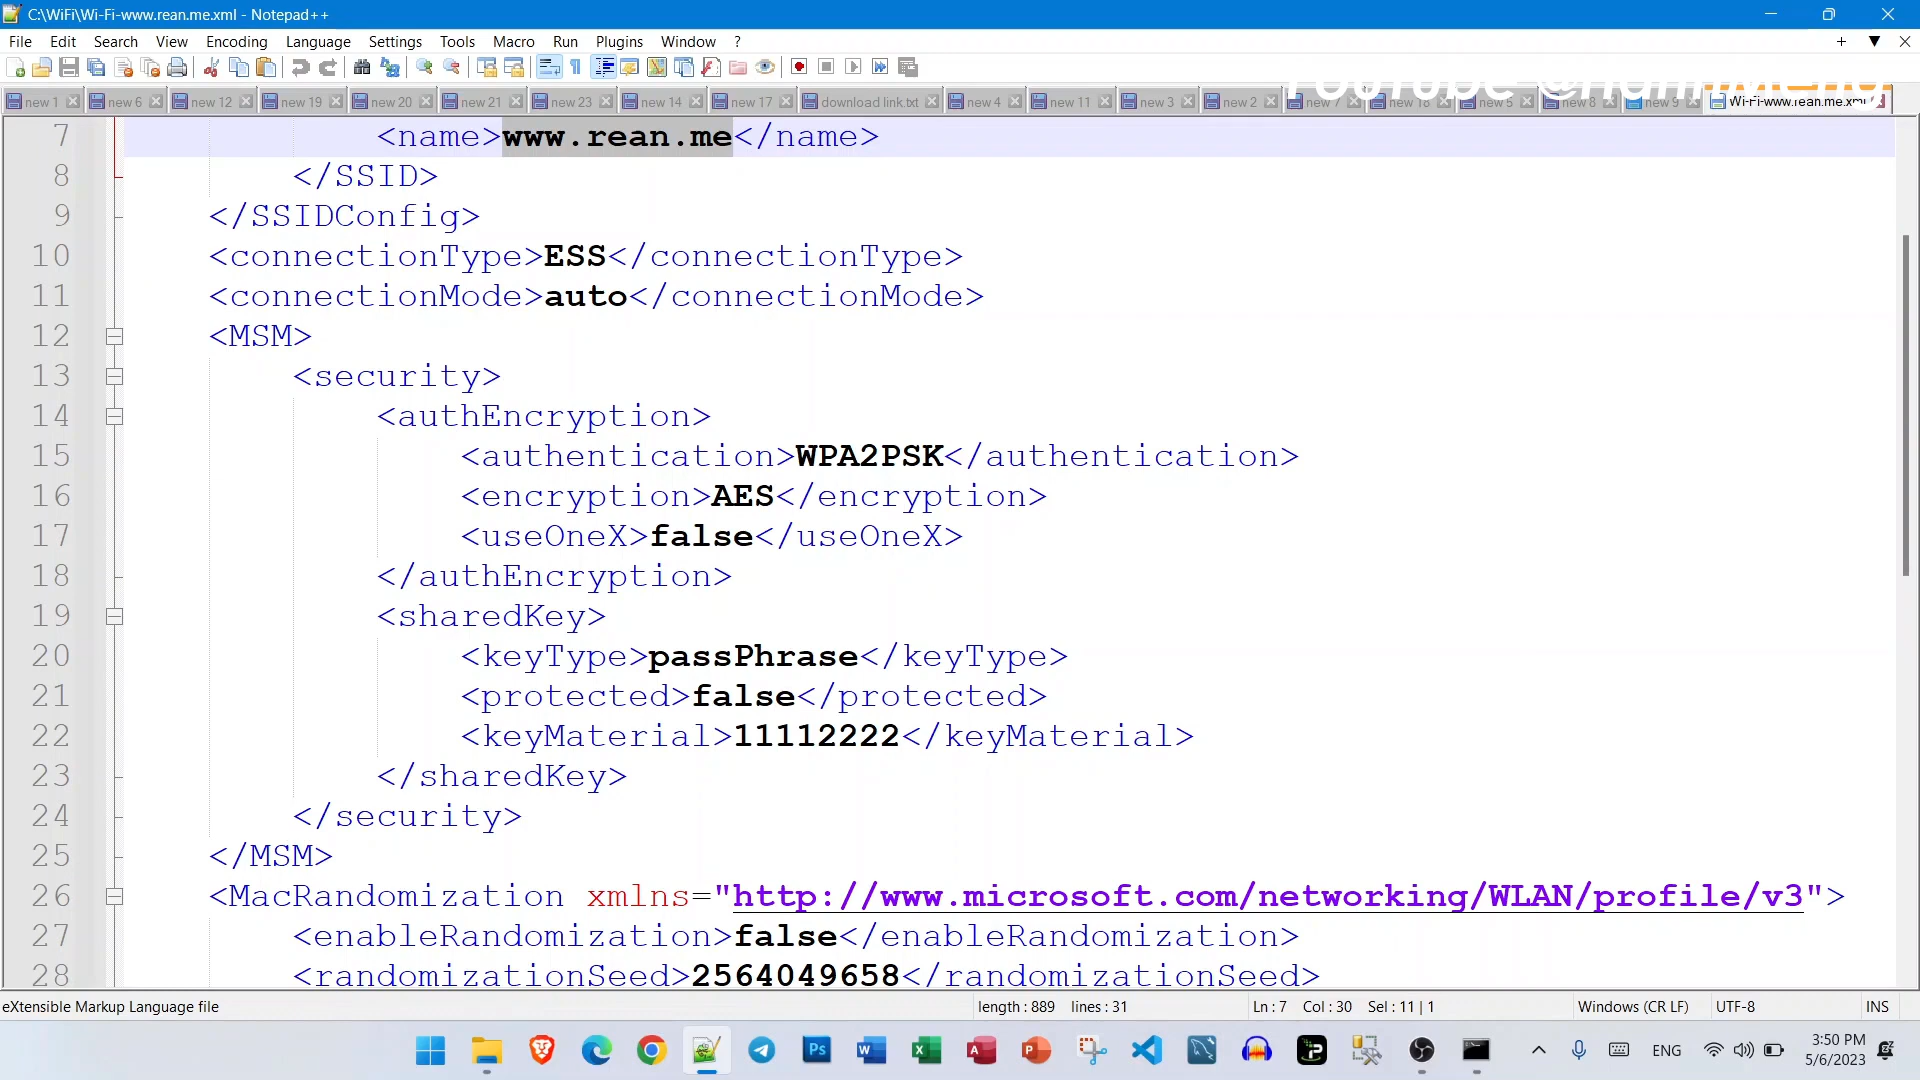 C:\WiFi\Wi-Fi-www.rean.me.xml - Notepad++
File Edit Search View Encoding Language Settings Tools Macro Run Plugins Window ?
YouTube
new 1 new 6 new 12 new 19 new 20 new 21 new 23 new 14 new 17 download link.txt new 4 new 11 new 3 new 2 new 7 new 18 new 5 new 8 new 9 Wi-Fi-www.rean.me.xml
7 <name>www.rean.me</name>
8 </SSID>
9 </SSIDConfig>
10 <connectionType>ESS</connectionType>
11 <connectionMode>auto</connectionMode>
12 <MSM>
13 <security>
14 <authEncryption>
15 <authentication>WPA2PSK</authentication>
16 <encryption>AES</encryption>
17 <useOneX>false</useOneX>
18 </authEncryption>
19 <sharedKey>
20 <keyType>passPhrase</keyType>
21 <protected>false</protected>
22 <keyMaterial>11112222</keyMaterial>
23 </sharedKey>
24 </security>
25 </MSM>
26 <MacRandomization xmlns="http://www.microsoft.com/networking/WLAN/profile/v3">
27 <enableRandomization>false</enableRandomization>
28 <randomizationSeed>2564049658</randomizationSeed>
eXtensible Markup Language file length : 889 lines : 31 Ln : 7 Col : 30 Sel : 11 | 1 Windows (CR LF) UTF-8 INS
ENG
3:50 PM
5/6/2023